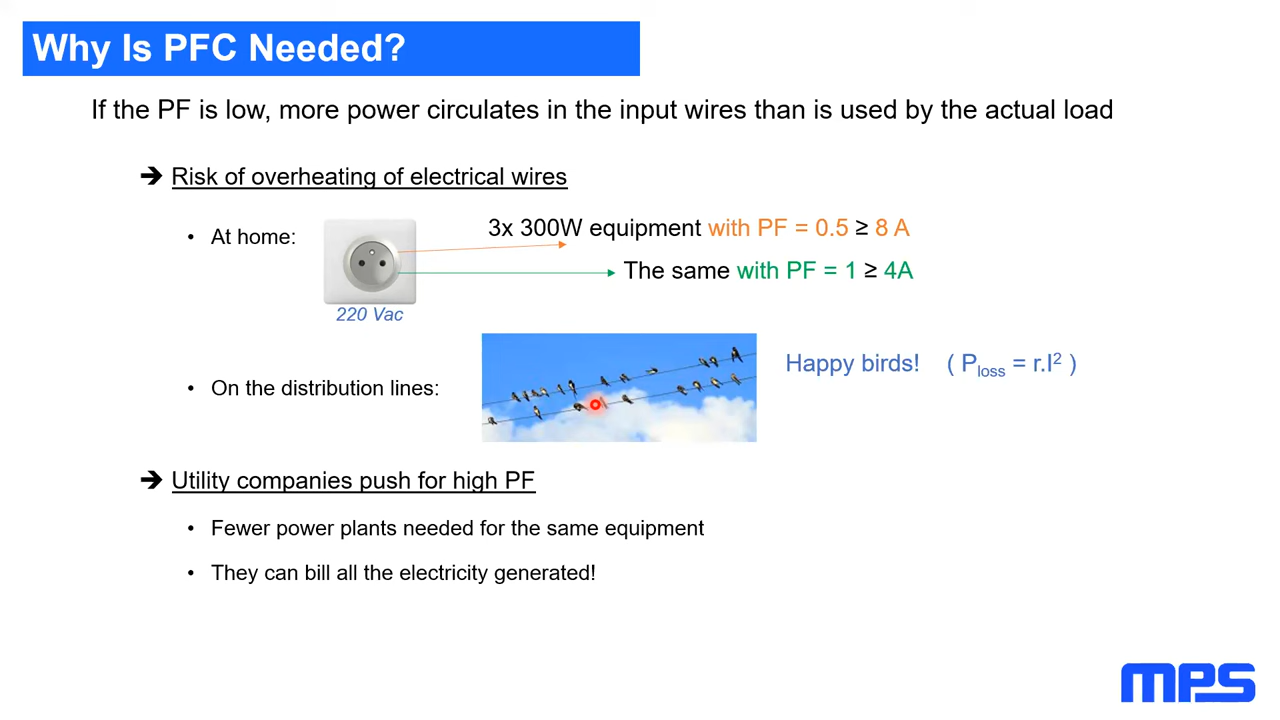 Why Is PFC Needed?
If the PF is low, more power circulates in the input wires than is used by the actual load
➔ Risk of overheating of electrical wires
• At home:
3x 300W equipment with PF = 0.5 ≥ 8 A
The same with PF = 1 ≥ 4A
220 Vac
• On the distribution lines:
Happy birds! ( Ploss = r.I² )
➔ Utility companies push for high PF
• Fewer power plants needed for the same equipment
• They can bill all the electricity generated!
mps